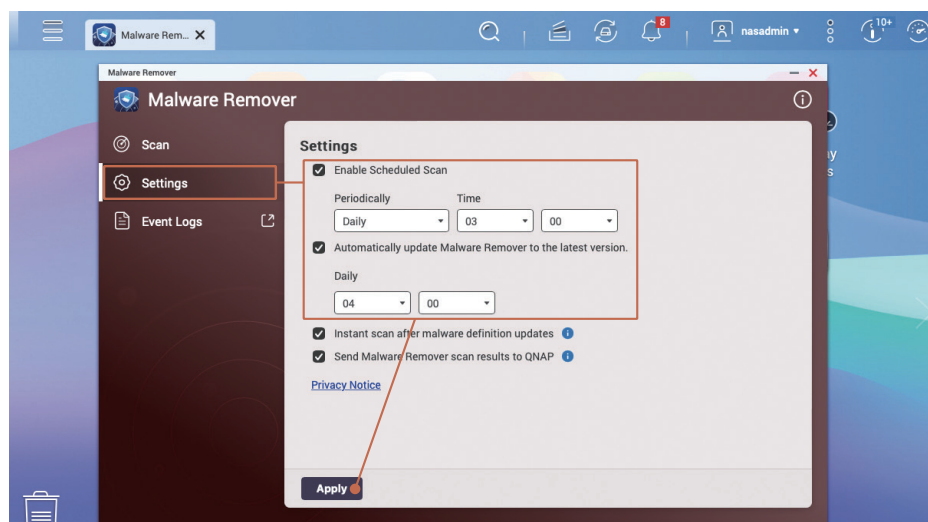 Malware Rem... X
8
nasadmin
10+
Malware Remover
Malware Remover
Scan
Settings
Event Logs
Settings
Enable Scheduled Scan
Periodically Time
Daily 03 00
Automatically update Malware Remover to the latest version.
Daily
04 00
Instant scan after malware definition updates
Send Malware Remover scan results to QNAP
Privacy Notice
Apply